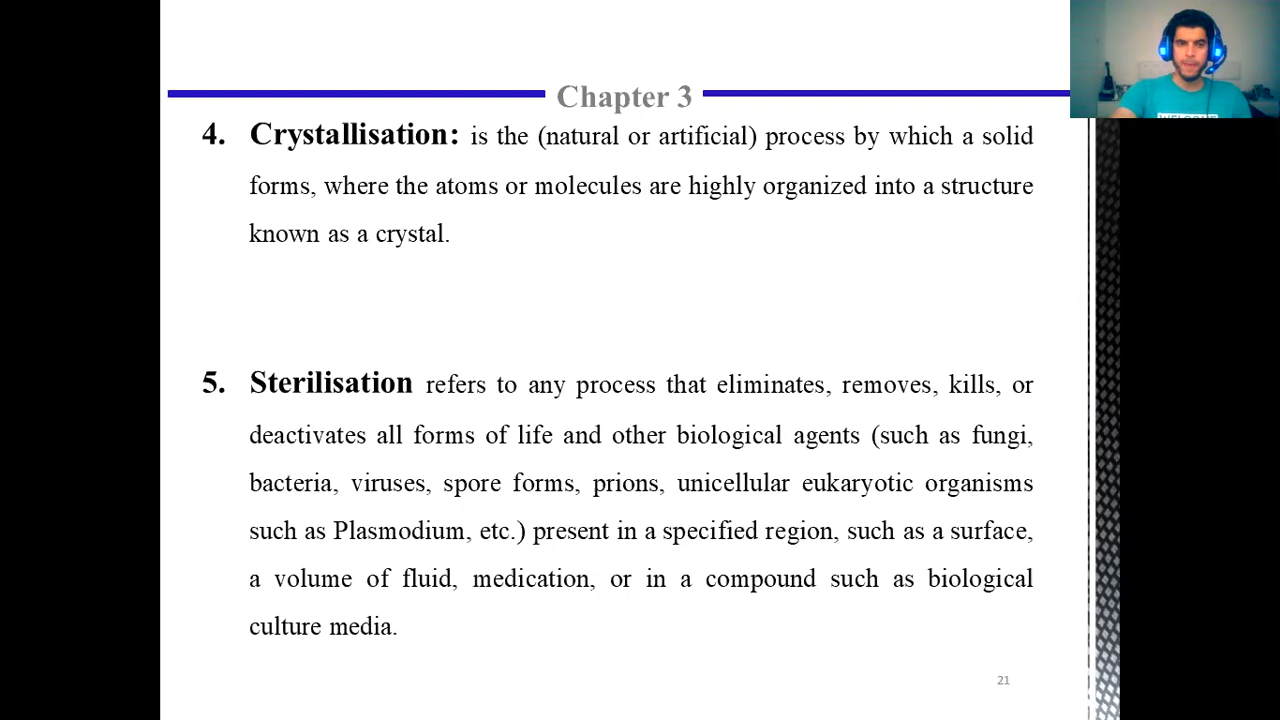 Chapter 3
4. Crystallisation: is the (natural or artificial) process by which a solid
forms, where the atoms or molecules are highly organized into a structure
known as a crystal.
5. Sterilisation refers to any process that eliminates, removes, kills, or
deactivates all forms of life and other biological agents (such as fungi,
bacteria, viruses, spore forms, prions, unicellular eukaryotic organisms
such as Plasmodium, etc.) present in a specified region, such as a surface,
a volume of fluid, medication, or in a compound such as biological
culture media.
21
WELCOME